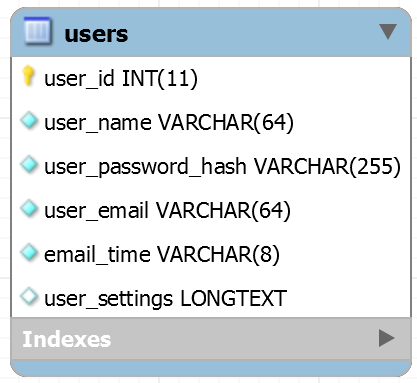 users
user_id INT(11)
user_name VARCHAR(64)
user_password_hash VARCHAR(255)
user_email VARCHAR(64)
email_time VARCHAR(8)
user_settings LONGTEXT
Indexes